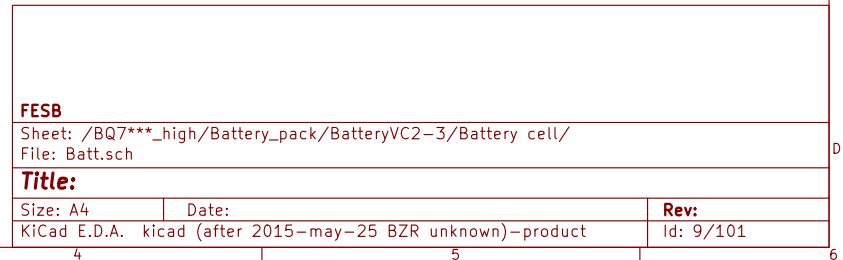 FESB
Sheet: /BQ7***_high/Battery_pack/BatteryVC2-3/Battery cell/
File: Batt.sch
D
Title:
Size: A4 Date: Rev:
KiCad E.D.A. kicad (after 2015-may-25 BZR unknown)-product Id: 9/101
4 5 6